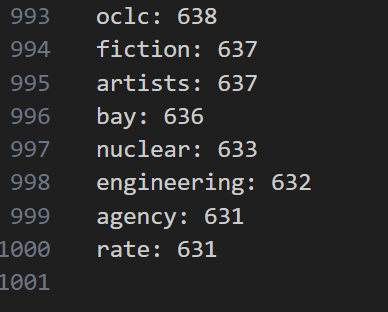 993 oclc: 638
994 fiction: 637
995 artists: 637
996 bay: 636
997 nuclear: 633
998 engineering: 632
999 agency: 631
1000 rate: 631
1001